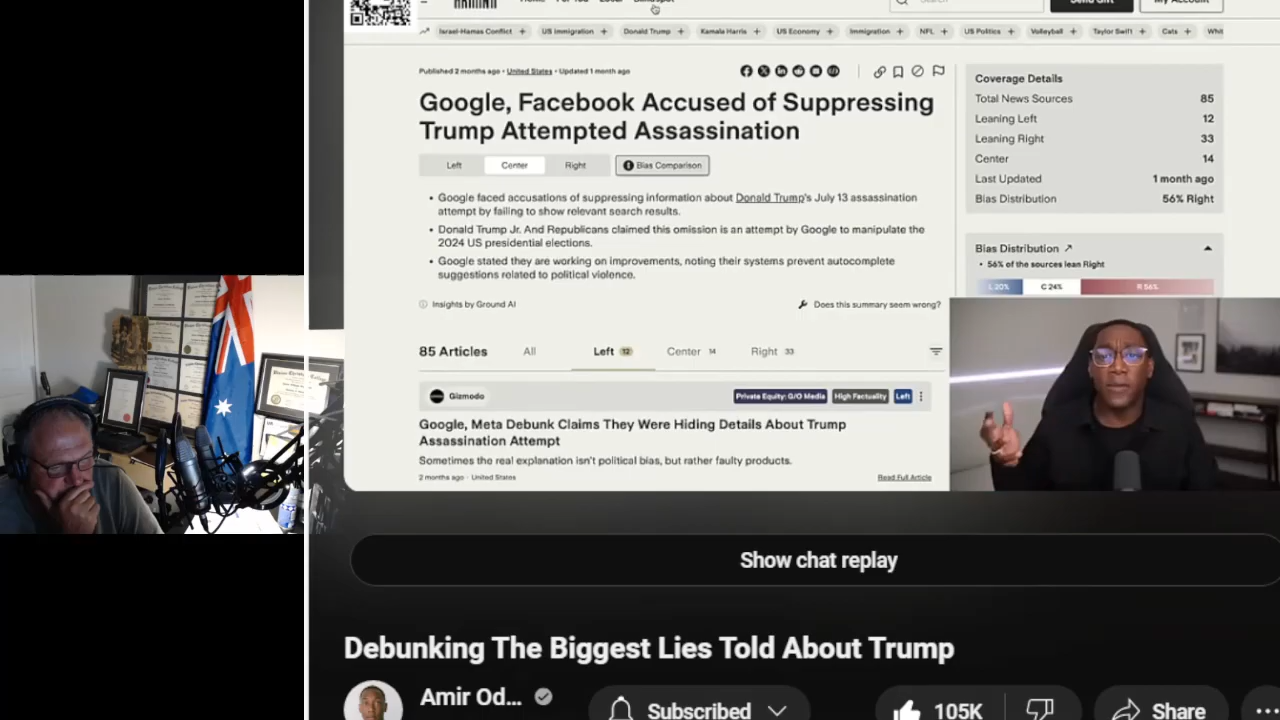 Search
Send Gift
My Account
Israel-Hamas Conflict +
US Immigration +
Donald Trump +
Kamala Harris +
US Economy +
Immigration +
NFL +
US Politics +
Volleyball +
Taylor Swift +
Cats +
Published 2 months ago • United States • Updated 1 month ago
Google, Facebook Accused of Suppressing
Trump Attempted Assassination
Left
Center
Right
Bias Comparison
• Google faced accusations of suppressing information about Donald Trump's July 13 assassination
attempt by failing to show relevant search results.
• Donald Trump Jr. And Republicans claimed this omission is an attempt by Google to manipulate the
2024 US presidential elections.
• Google stated they are working on improvements, noting their systems prevent autocomplete
suggestions related to political violence.
Insights by Ground AI
Does this summary seem wrong?
Coverage Details
Total News Sources 85
Leaning Left 12
Leaning Right 33
Center 14
Last Updated 1 month ago
Bias Distribution 56% Right
Bias Distribution ↗
• 56% of the sources lean Right
L 20%
C 24%
R 56%
85 Articles
All
Left 12
Center 14
Right 33
Gizmodo
Private Equity: G/O Media
High Factuality
Left
Google, Meta Debunk Claims They Were Hiding Details About Trump
Assassination Attempt
Sometimes the real explanation isn't political bias, but rather faulty products.
2 months ago · United States
Read Full Article
Show chat replay
Debunking The Biggest Lies Told About Trump
Amir Od...
Subscribed
105K
Share